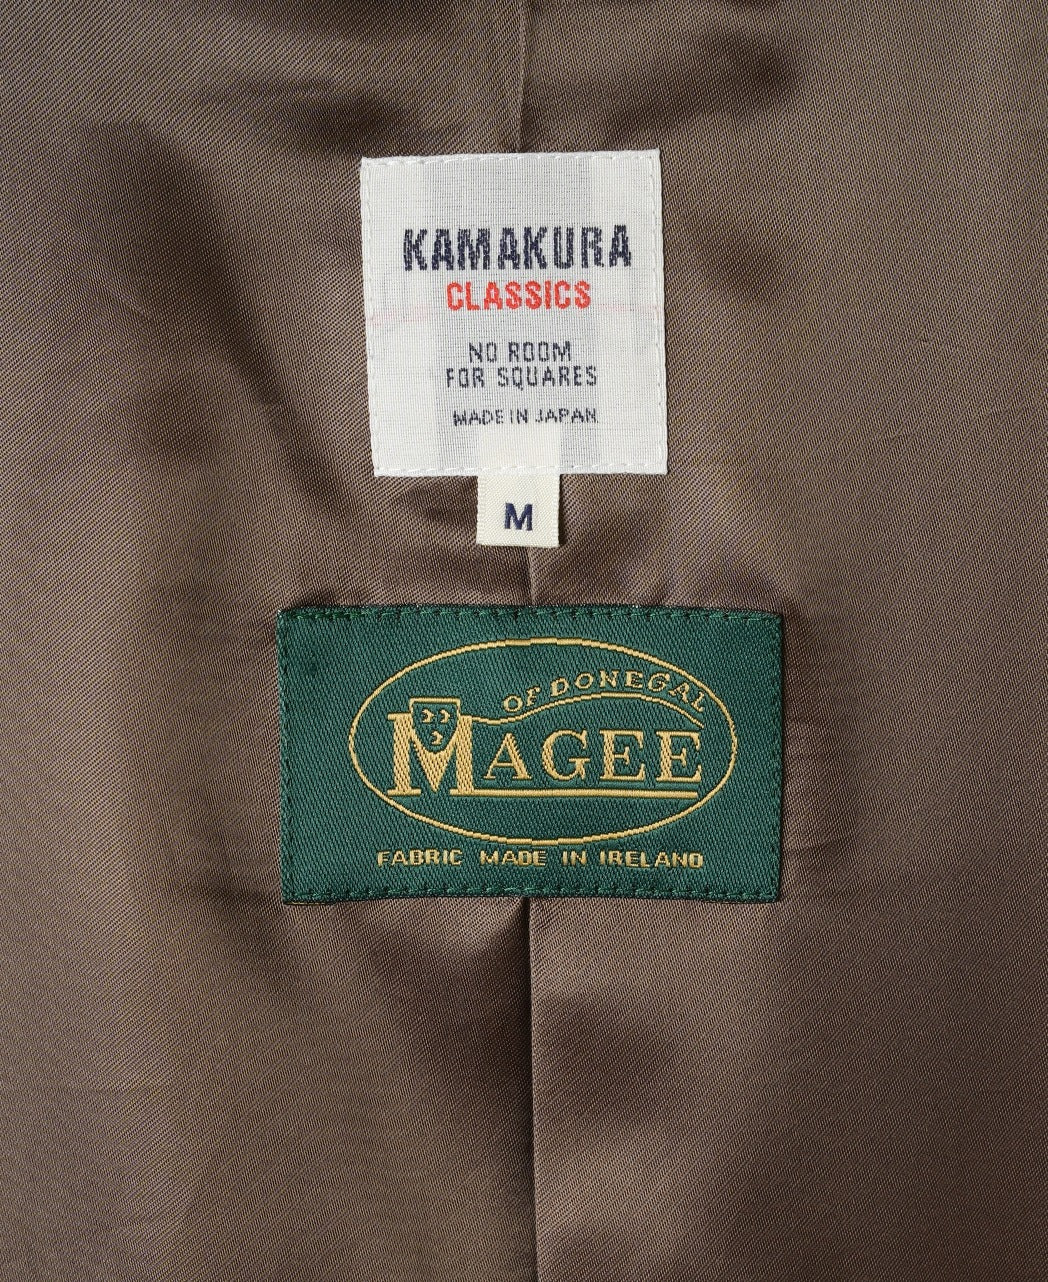 KAMAKURA
CLASSICS
NO ROOM
FOR SQUARES
MADE IN JAPAN
M
OF DONEGAL
MAGEE
FABRIC MADE IN IRELAND